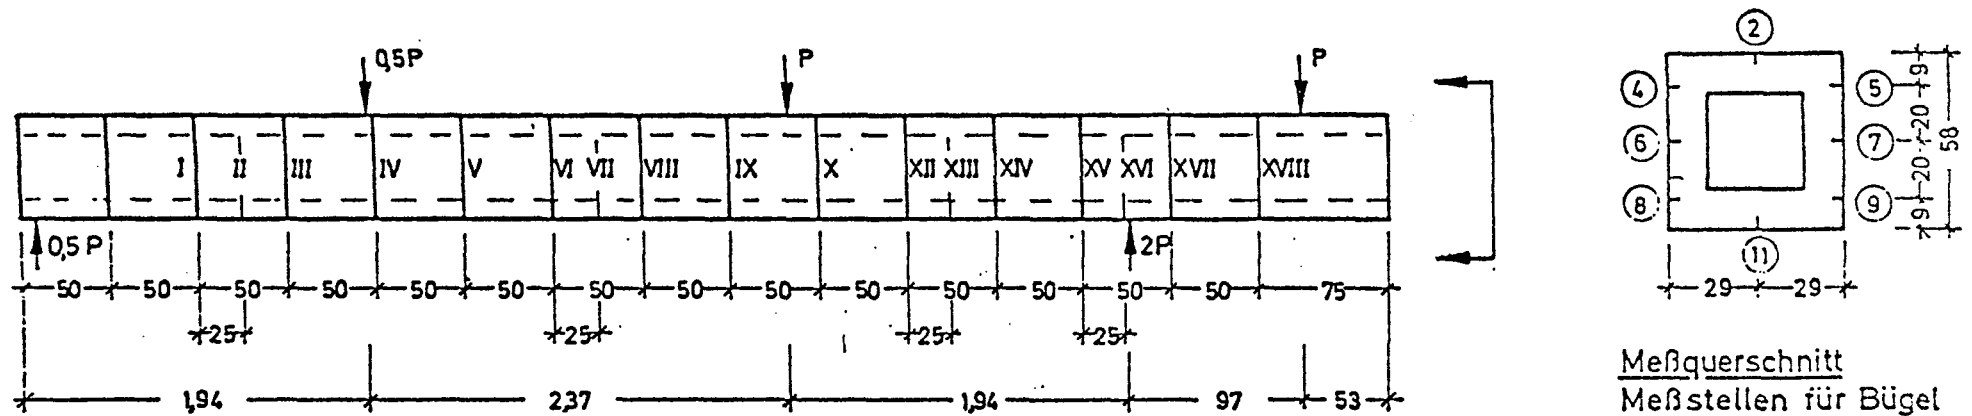 0,5P
P
P
I II III IV V VI VII VIII IX X XII XIII XIV XV XVI XVII XVIII
0,5 P
2P
50 50 50 50 50 50 50 50 50 50 50 50 50 50 75
25 25 25 25
1,94 2,37 1,94 97 53
2
4 5
6 7
8 9
11
9 20 20 9
58
29 29
Meßquerschnitt
Meßstellen für Bügel